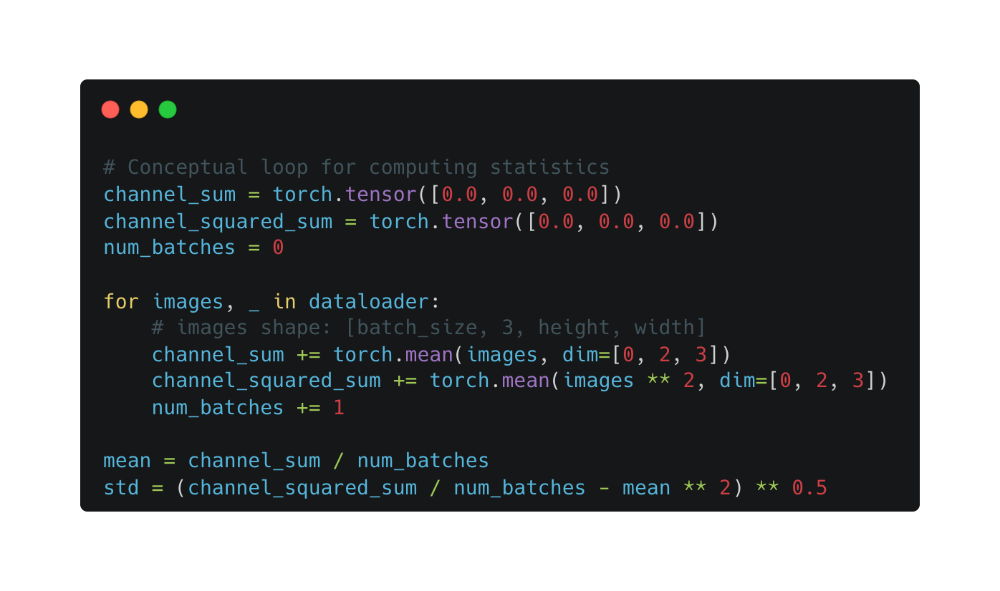 # Conceptual loop for computing statistics
channel_sum = torch.tensor([0.0, 0.0, 0.0])
channel_squared_sum = torch.tensor([0.0, 0.0, 0.0])
num_batches = 0
for images, _ in dataloader:
    # images shape: [batch_size, 3, height, width]
    channel_sum += torch.mean(images, dim=[0, 2, 3])
    channel_squared_sum += torch.mean(images ** 2, dim=[0, 2, 3])
    num_batches += 1
mean = channel_sum / num_batches
std = (channel_squared_sum / num_batches - mean ** 2) ** 0.5